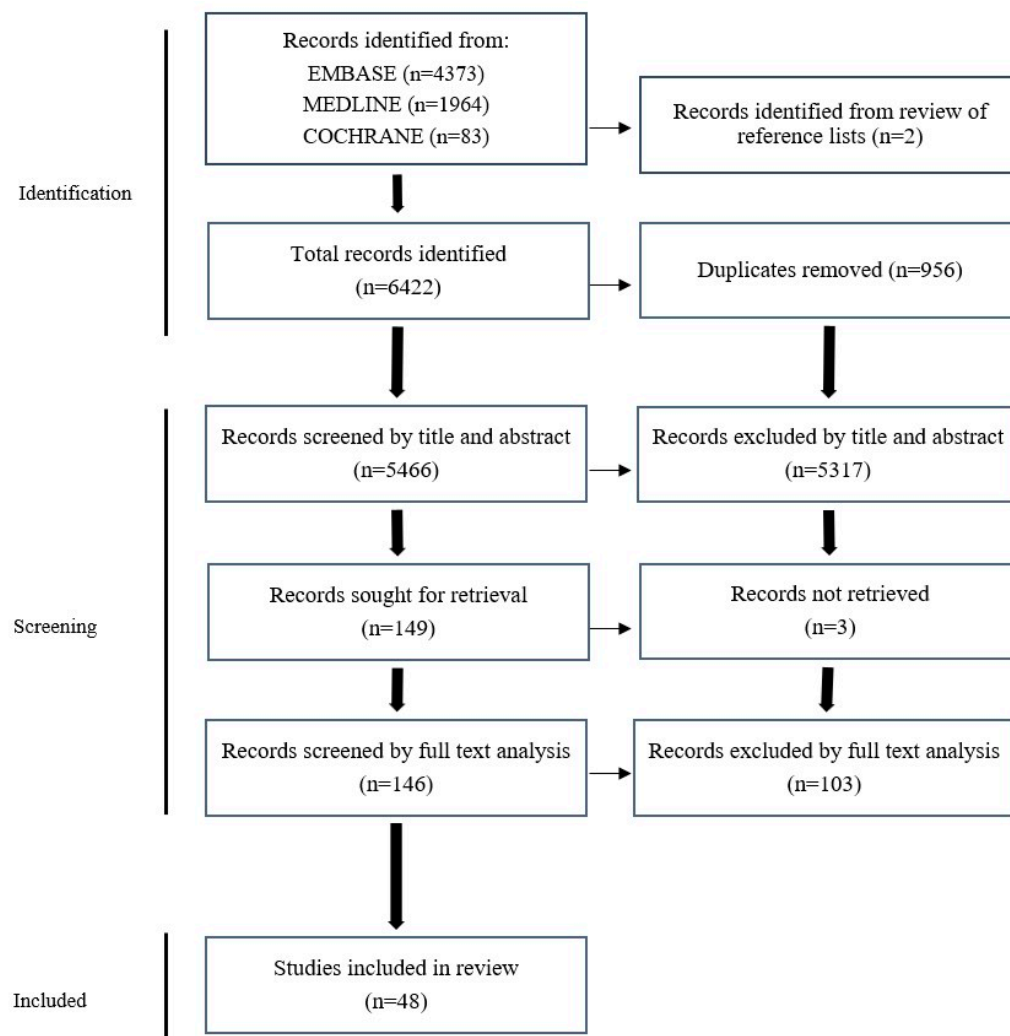 Records identified from:
EMBASE (n=4373)
MEDLINE (n=1964)
COCHRANE (n=83)
Records identified from review of
reference lists (n=2)
Identification
Total records identified
(n=6422)
Duplicates removed (n=956)
Records screened by title and abstract
(n=5466)
Records excluded by title and abstract
(n=5317)
Records sought for retrieval
(n=149)
Records not retrieved
(n=3)
Screening
Records screened by full text analysis
(n=146)
Records excluded by full text analysis
(n=103)
Studies included in review
(n=48)
Included